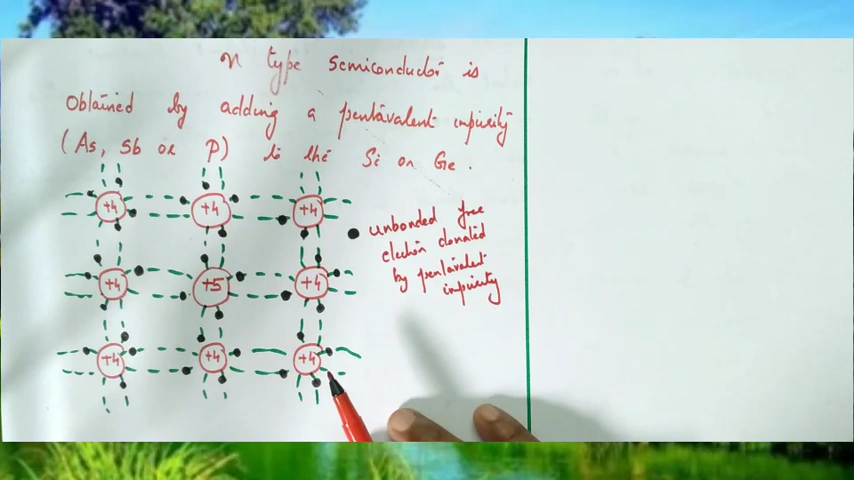 n type semiconductor is
obtained by adding a pentavalent impurity
(As, Sb or P) to the Si or Ge.
+4 +4 +4
unbonded free
electron donated
by pentavalent
impurity
+4 +5 +4
+4 +4 +4